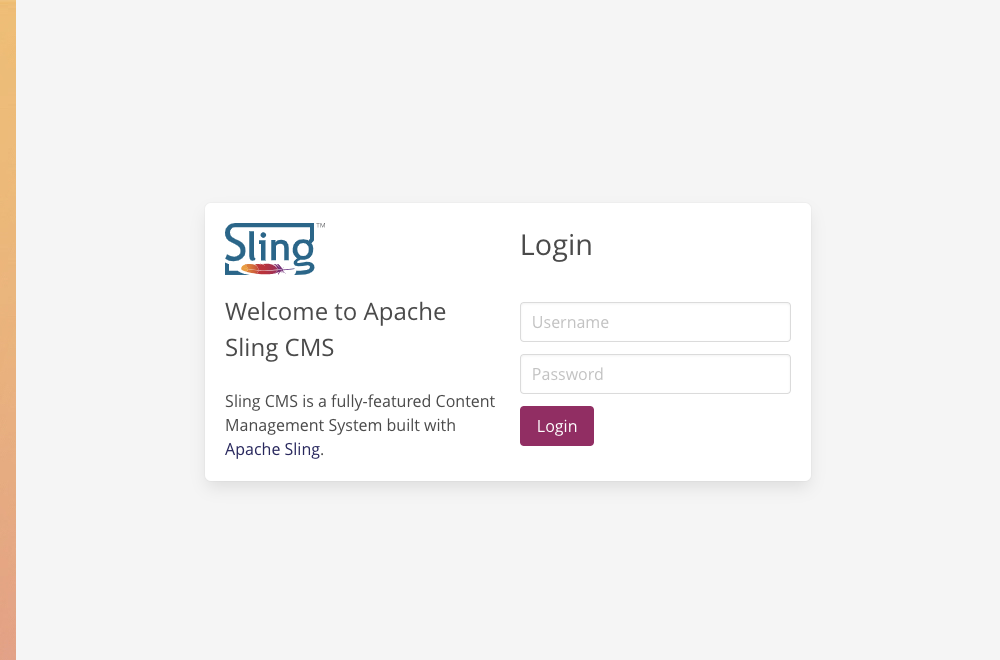 Sling™
Welcome to Apache
Sling CMS
Sling CMS is a fully-featured Content
Management System built with
Apache Sling.
Login
Username
Password
Login